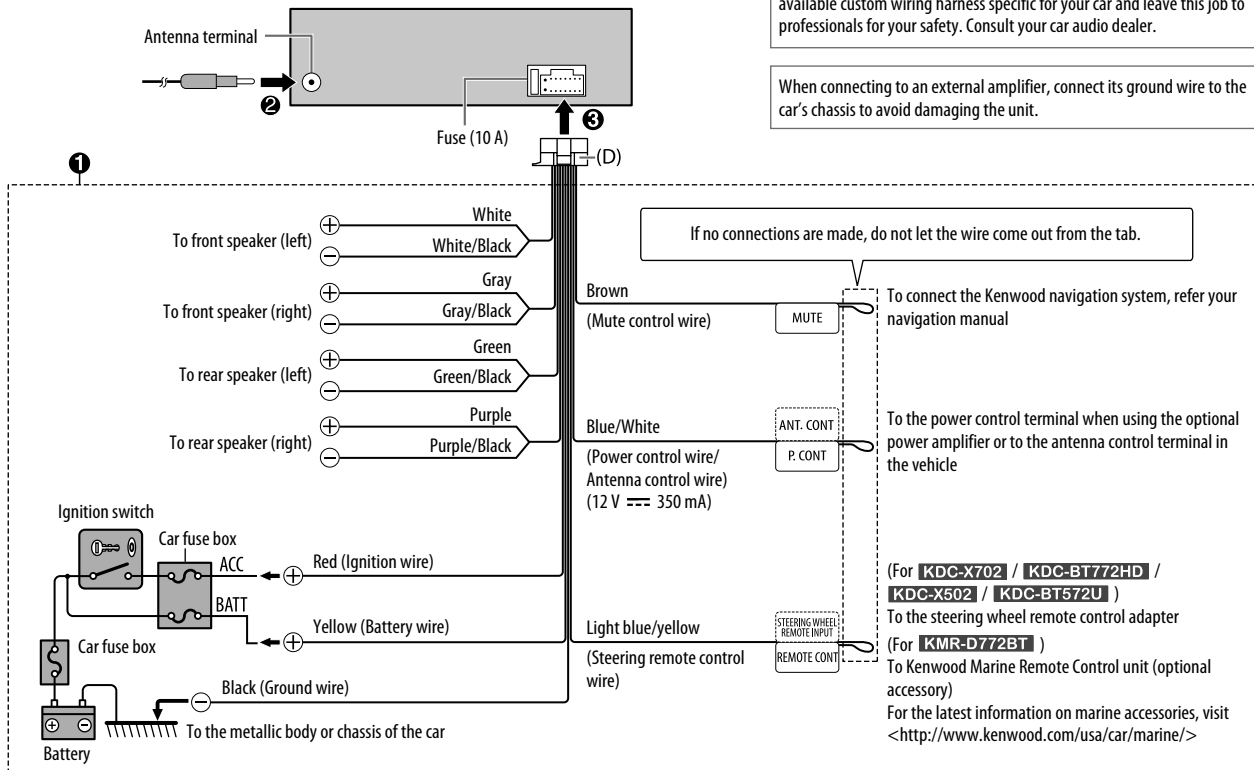 available custom wiring harness specific for your car and leave this job to
professionals for your safety. Consult your car audio dealer.
When connecting to an external amplifier, connect its ground wire to the
car's chassis to avoid damaging the unit.
Antenna terminal
2
Fuse (10 A)
3
(D)
1
To front speaker (left)
White
White/Black
To front speaker (right)
Gray
Gray/Black
To rear speaker (left)
Green
Green/Black
To rear speaker (right)
Purple
Purple/Black
If no connections are made, do not let the wire come out from the tab.
Brown
(Mute control wire)
MUTE
To connect the Kenwood navigation system, refer your
navigation manual
Blue/White
(Power control wire/
Antenna control wire)
(12 V ⎓ 350 mA)
ANT. CONT
P. CONT
To the power control terminal when using the optional
power amplifier or to the antenna control terminal in
the vehicle
Ignition switch
Car fuse box
ACC
Red (Ignition wire)
BATT
Yellow (Battery wire)
Car fuse box
Black (Ground wire)
To the metallic body or chassis of the car
Battery
Light blue/yellow
(Steering remote control
wire)
STEERING WHEEL
REMOTE INPUT
REMOTE CONT
(For KDC-X702 / KDC-BT772HD /
KDC-X502 / KDC-BT572U )
To the steering wheel remote control adapter
(For KMR-D772BT )
To Kenwood Marine Remote Control unit (optional
accessory)
For the latest information on marine accessories, visit
<http://www.kenwood.com/usa/car/marine/>